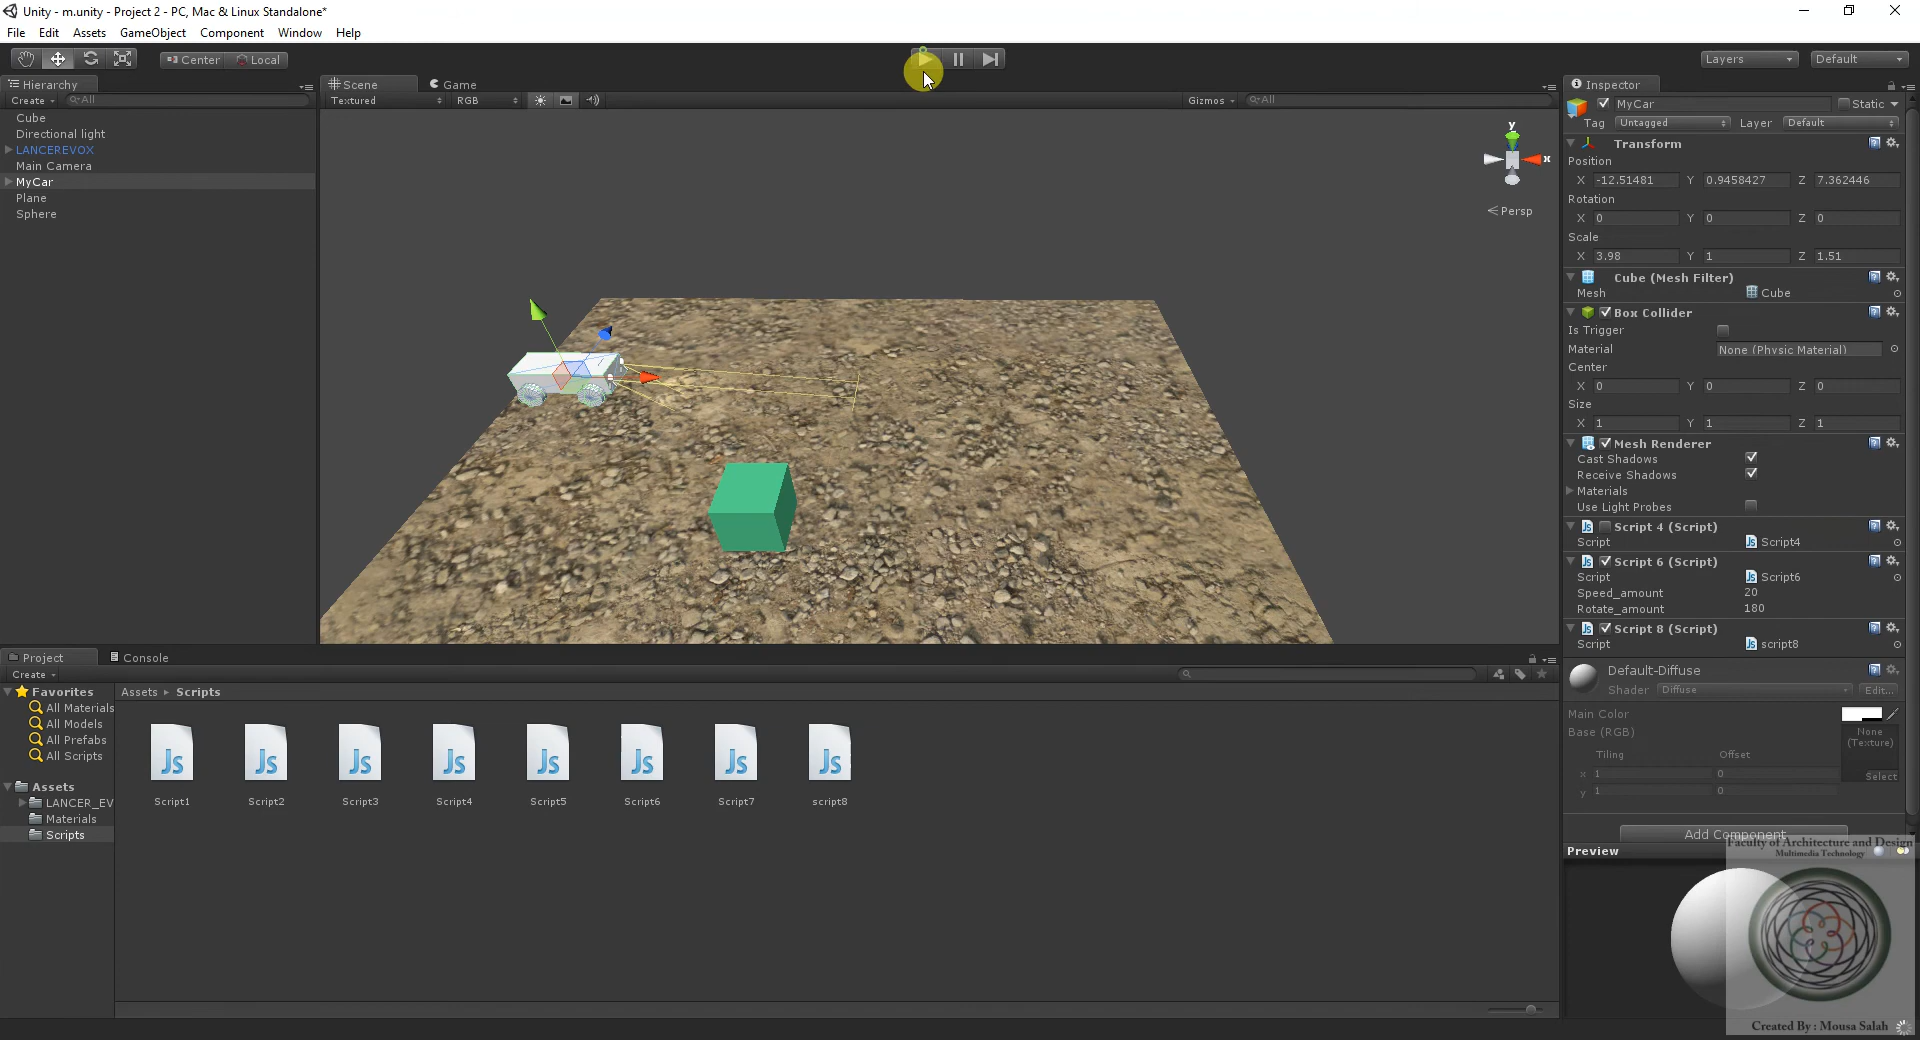 Unity - m.unity - Project 2 - PC, Mac & Linux Standalone*
File Edit Assets GameObject Component Window Help
Center Local Layers Default
Hierarchy
Create All
Cube
Directional light
LANCEREVOX
Main Camera
MyCar
Plane
Sphere
Scene Game
Textured RGB Gizmos All
y
x
Persp
Inspector
MyCar Static
Tag Untagged Layer Default
Transform
Position
X -12.51481 Y 0.9458427 Z 7.362446
Rotation
X 0 Y 0 Z 0
Scale
X 3.98 Y 1 Z 1.51
Cube (Mesh Filter)
Mesh Cube
Box Collider
Is Trigger
Material None (Physic Material)
Center
X 0 Y 0 Z 0
Size
X 1 Y 1 Z 1
Mesh Renderer
Cast Shadows
Receive Shadows
Materials
Use Light Probes
Script 4 (Script)
Script Script4
Script 6 (Script)
Script Script6
Speed_amount 20
Rotate_amount 180
Script 8 (Script)
Script script8
Default-Diffuse
Shader Diffuse Edit...
Main Color
Base (RGB) None
(Texture)
Tiling Offset
x 1 0
y 1 0
Select
Add Component
Preview
Faculty of Architecture and Design
Multimedia Technology
Created By : Mousa Salah
Project Console
Create
Favorites
All Materials
All Models
All Prefabs
All Scripts
Assets
LANCER_EV
Materials
Scripts
Assets Scripts
Js Js Js Js Js Js Js Js
Script1 Script2 Script3 Script4 Script5 Script6 Script7 script8